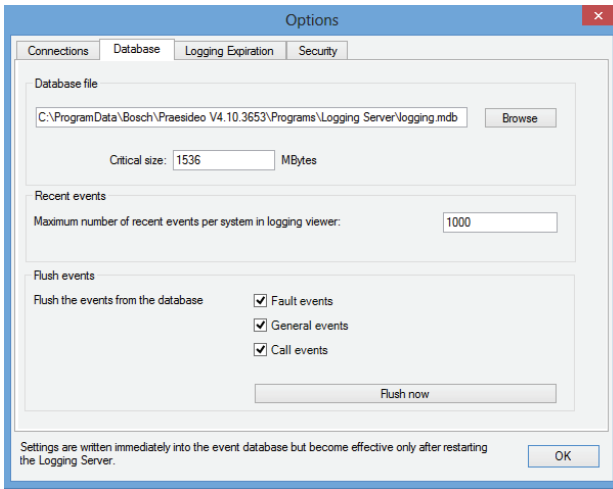 Options
Connections Database Logging Expiration Security
Database file
C:\ProgramData\Bosch\Praesideo V4.10.3653\Programs\Logging Server\logging.mdb Browse
Critical size: 1536 MBytes
Recent events
Maximum number of recent events per system in logging viewer: 1000
Flush events
Flush the events from the database Fault events
General events
Call events
Flush now
Settings are written immediately into the event database but become effective only after restarting
the Logging Server.
OK